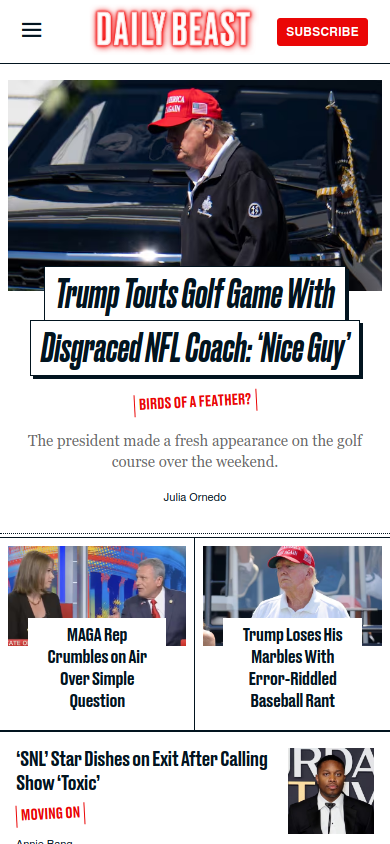 DAILY BEAST
SUBSCRIBE
AMERICA
AGAIN
Trump Touts Golf Game With
Disgraced NFL Coach: ‘Nice Guy’
BIRDS OF A FEATHER?
The president made a fresh appearance on the golf
course over the weekend.
Julia Ornedo
MAGA Rep
Crumbles on Air
Over Simple
Question
Trump Loses His
Marbles With
Error-Riddled
Baseball Rant
‘SNL’ Star Dishes on Exit After Calling
Show ‘Toxic’
MOVING ON